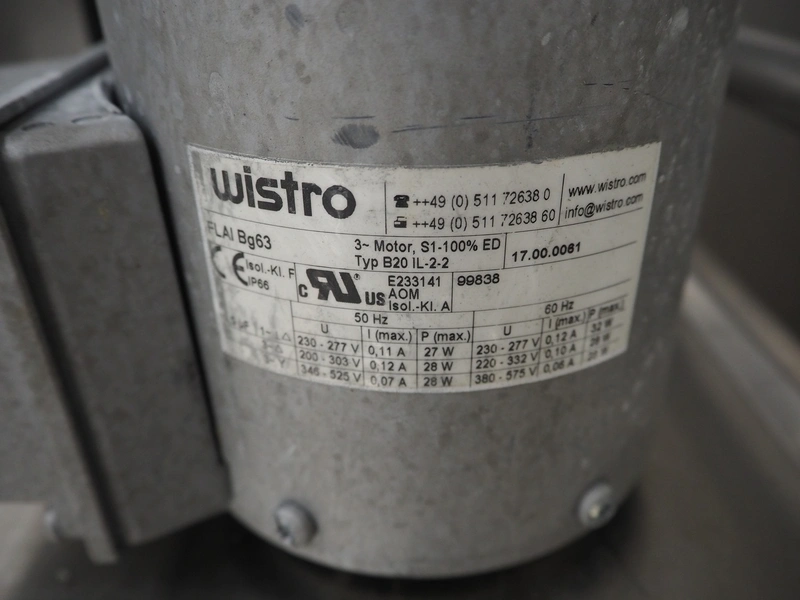 wistro
☎ ++49 (0) 511 72638 0
++49 (0) 511 72638 60
www.wistro.com
info@wistro.com
FLAI Bg63
3~ Motor, S1-100% ED
Typ B20 IL-2-2
17.00.0061
CE Isol.-Kl. F
IP66
c RU US
E233141
AOM
Isol.-Kl. A
99838
50 Hz 60 Hz
U I (max.) P (max.) U I (max.) P (max.)
230 - 277 V 0,11 A 27 W 230 - 277 V 0,12 A 32 W
200 - 303 V 0,12 A 28 W 220 - 332 V 0,10 A
346 - 525 V 0,07 A 28 W 380 - 575 V 0,06 A